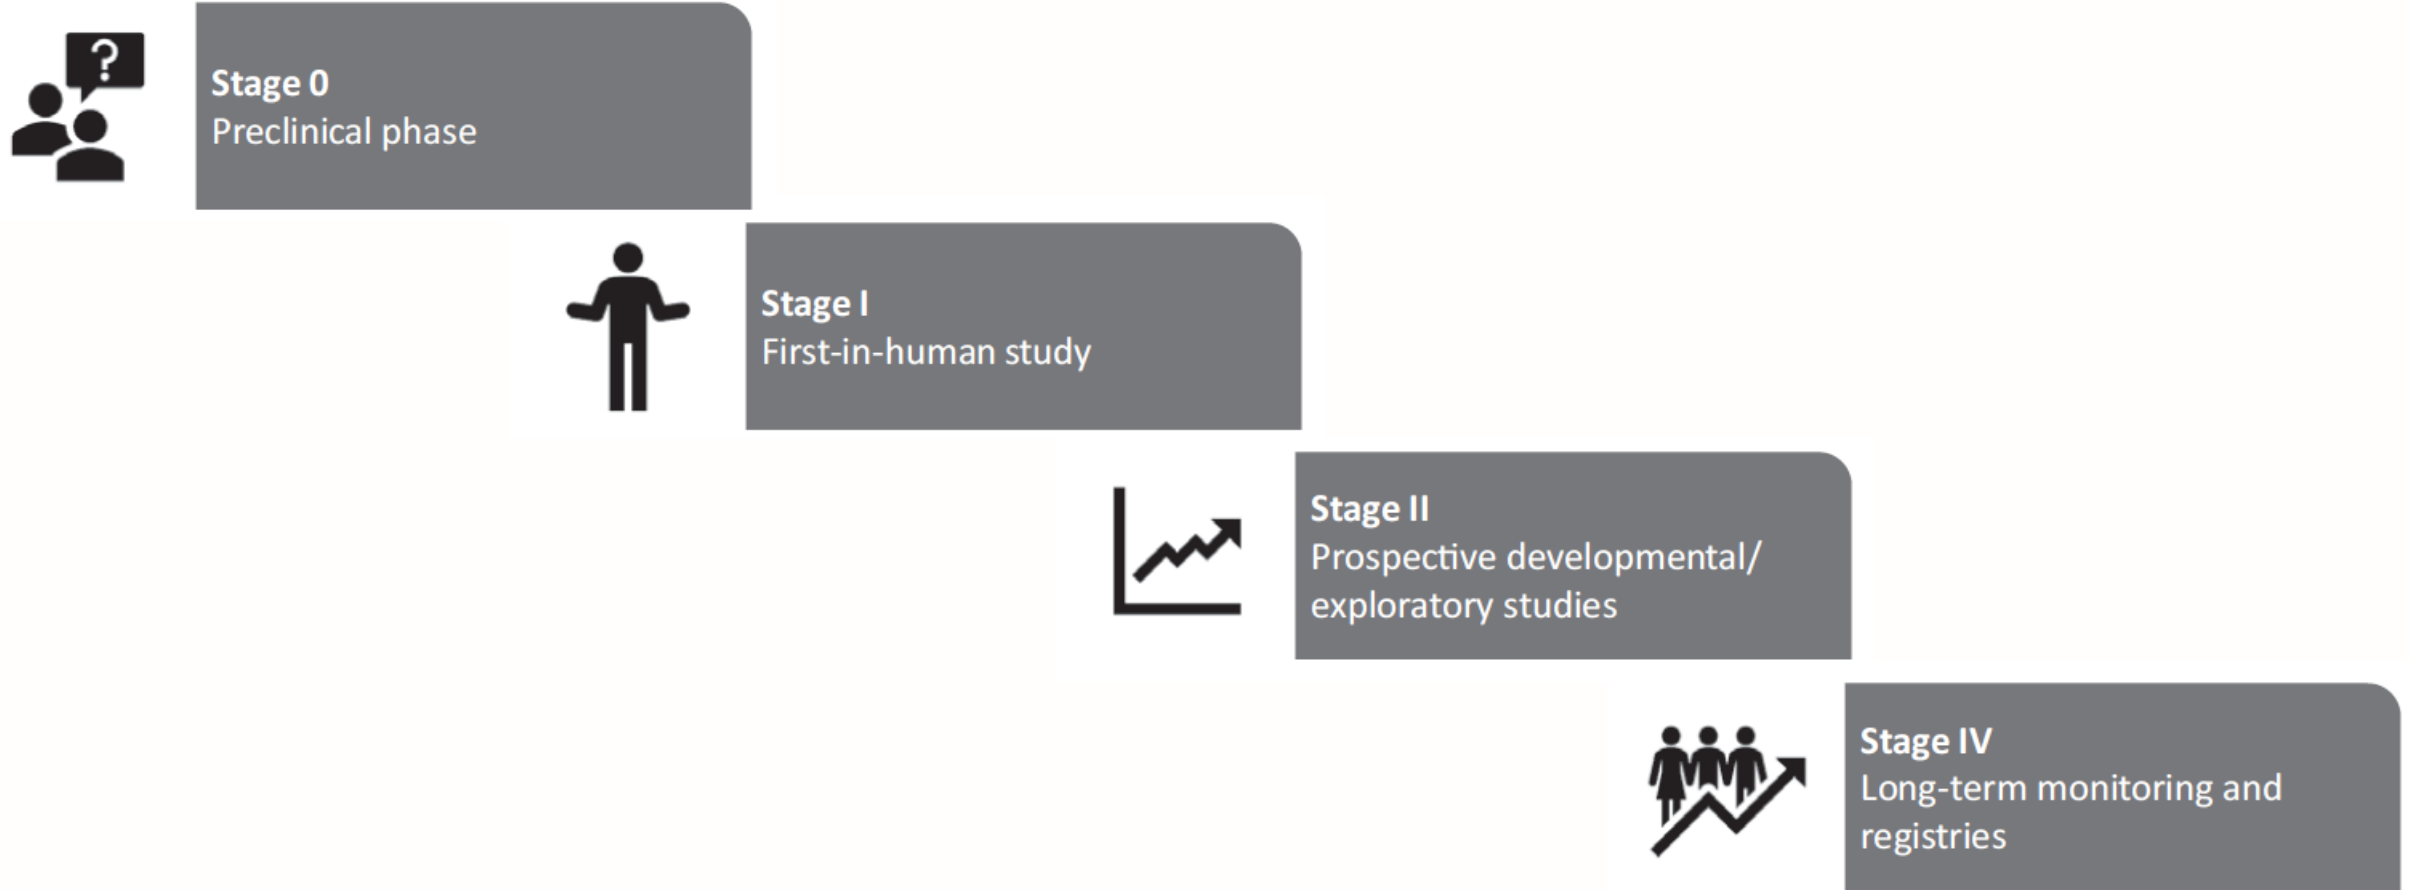 ?
Stage 0
Preclinical phase
Stage I
First-in-human study
Stage II
Prospective developmental/
exploratory studies
Stage IV
Long-term monitoring and
registries